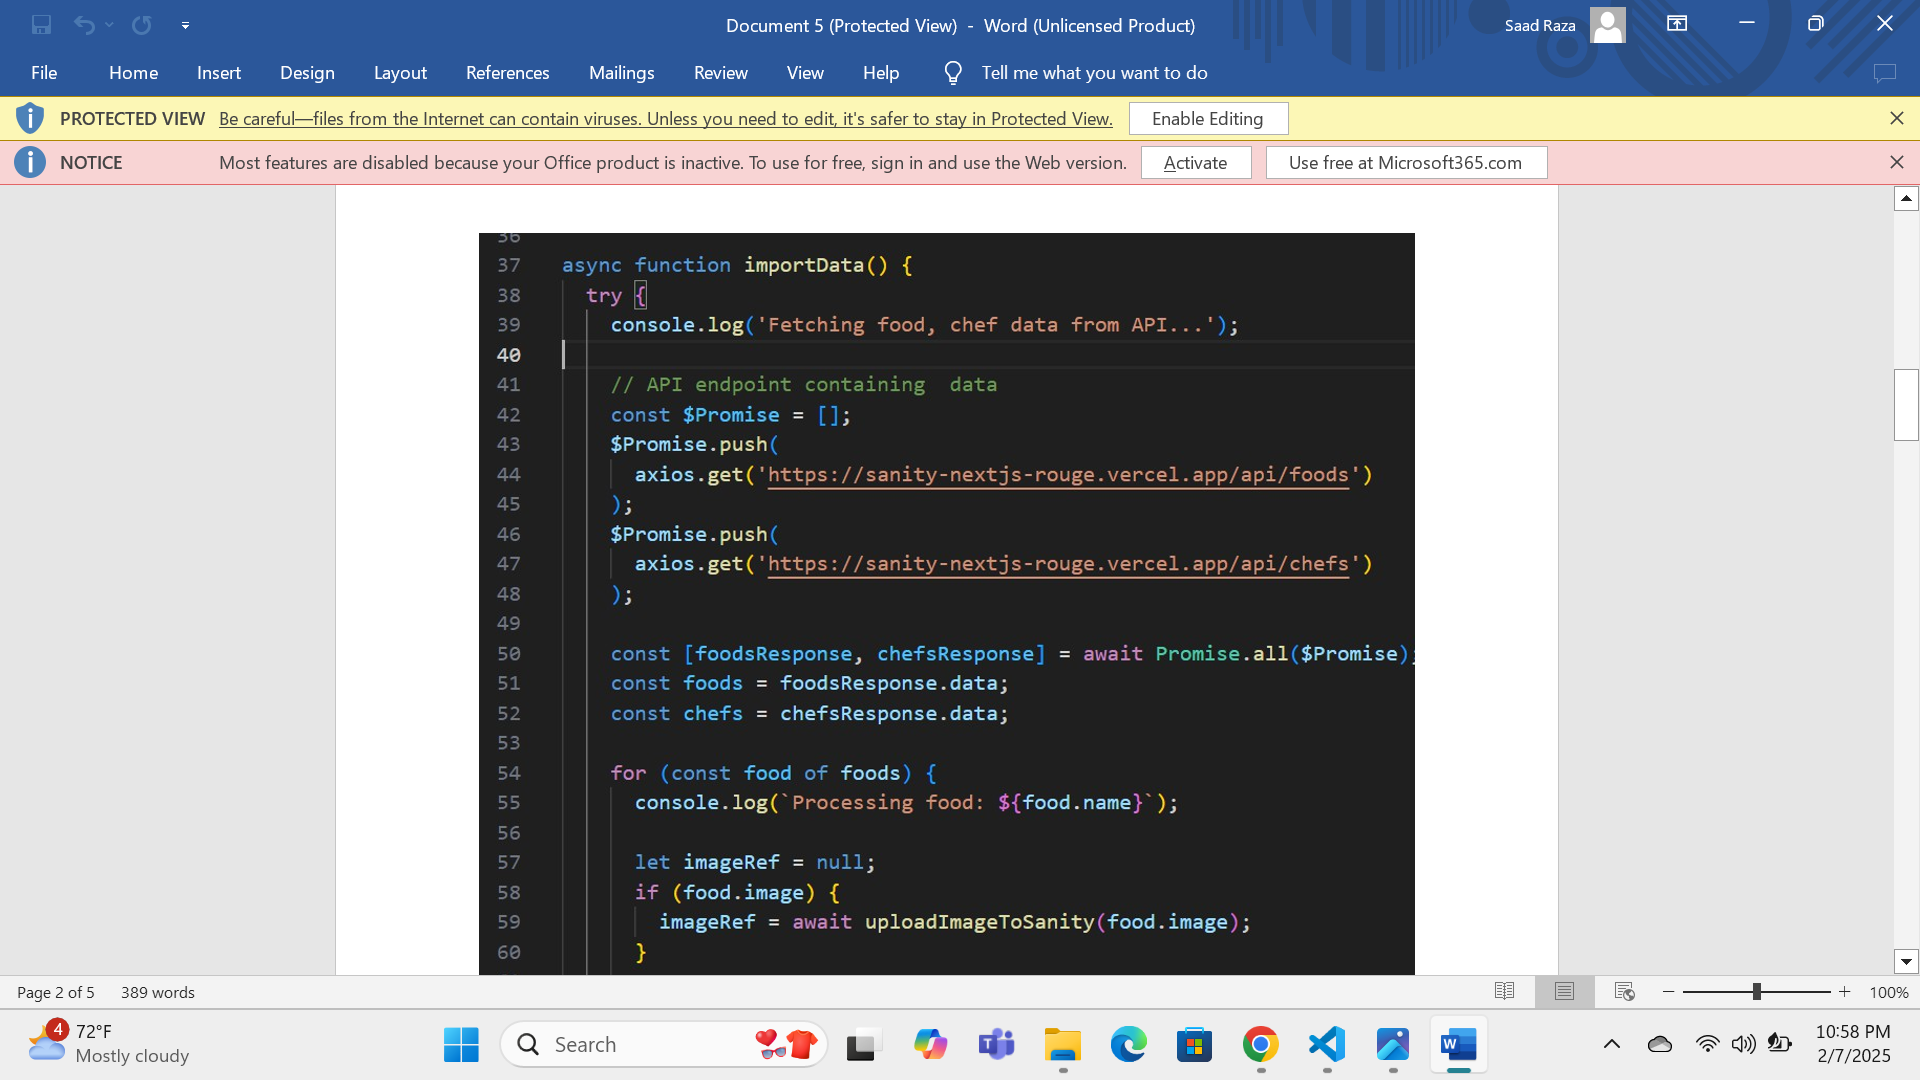 Document 5 (Protected View) - Word (Unlicensed Product)
Saad Raza
File Home Insert Design Layout References Mailings Review View Help Tell me what you want to do
PROTECTED VIEW Be careful—files from the Internet can contain viruses. Unless you need to edit, it's safer to stay in Protected View. Enable Editing
NOTICE Most features are disabled because your Office product is inactive. To use for free, sign in and use the Web version. Activate Use free at Microsoft365.com
36
37 async function importData() {
38 try {
39 console.log('Fetching food, chef data from API...');
40
41 // API endpoint containing  data
42 const $Promise = [];
43 $Promise.push(
44 axios.get('https://sanity-nextjs-rouge.vercel.app/api/foods')
45 );
46 $Promise.push(
47 axios.get('https://sanity-nextjs-rouge.vercel.app/api/chefs')
48 );
49
50 const [foodsResponse, chefsResponse] = await Promise.all($Promise);
51 const foods = foodsResponse.data;
52 const chefs = chefsResponse.data;
53
54 for (const food of foods) {
55 console.log(`Processing food: ${food.name}`);
56
57 let imageRef = null;
58 if (food.image) {
59 imageRef = await uploadImageToSanity(food.image);
60 }
Page 2 of 5 389 words 100%
4 72°F
Mostly cloudy
Search
10:58 PM
2/7/2025